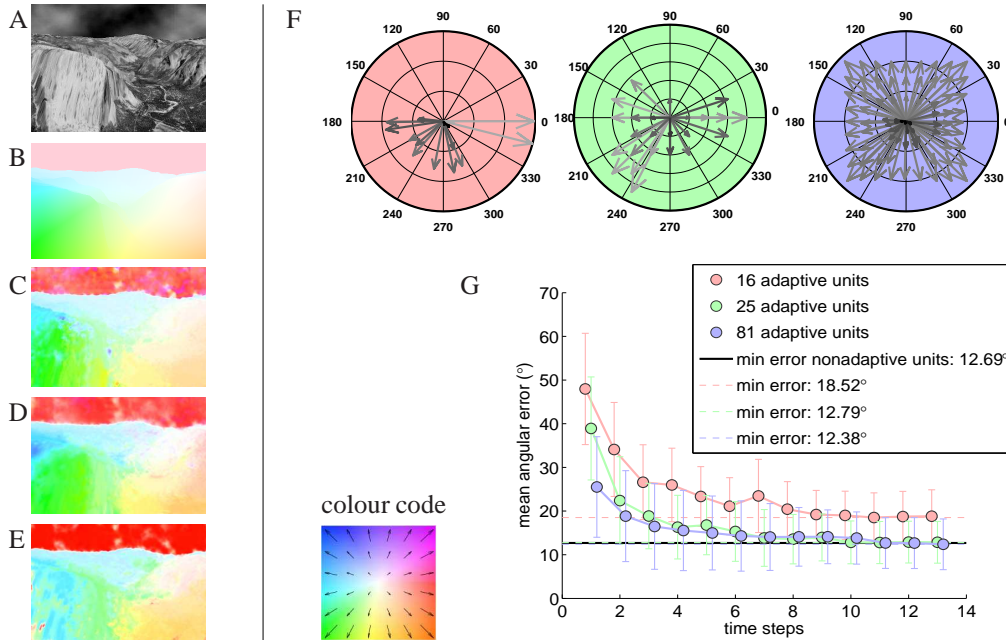 A
B
C
D
E
F
90
60
30
0
330
300
270
240
210
180
150
120
90
60
30
0
330
300
270
240
210
180
150
120
90
60
30
0
330
300
270
240
210
180
150
120
colour code
G
70
60
50
40
30
20
10
0
mean angular error (°)
0 2 4 6 8 10 12 14
time steps
16 adaptive units
25 adaptive units
81 adaptive units
min error nonadaptive units: 12.69°
min error: 18.52°
min error: 12.79°
min error: 12.38°